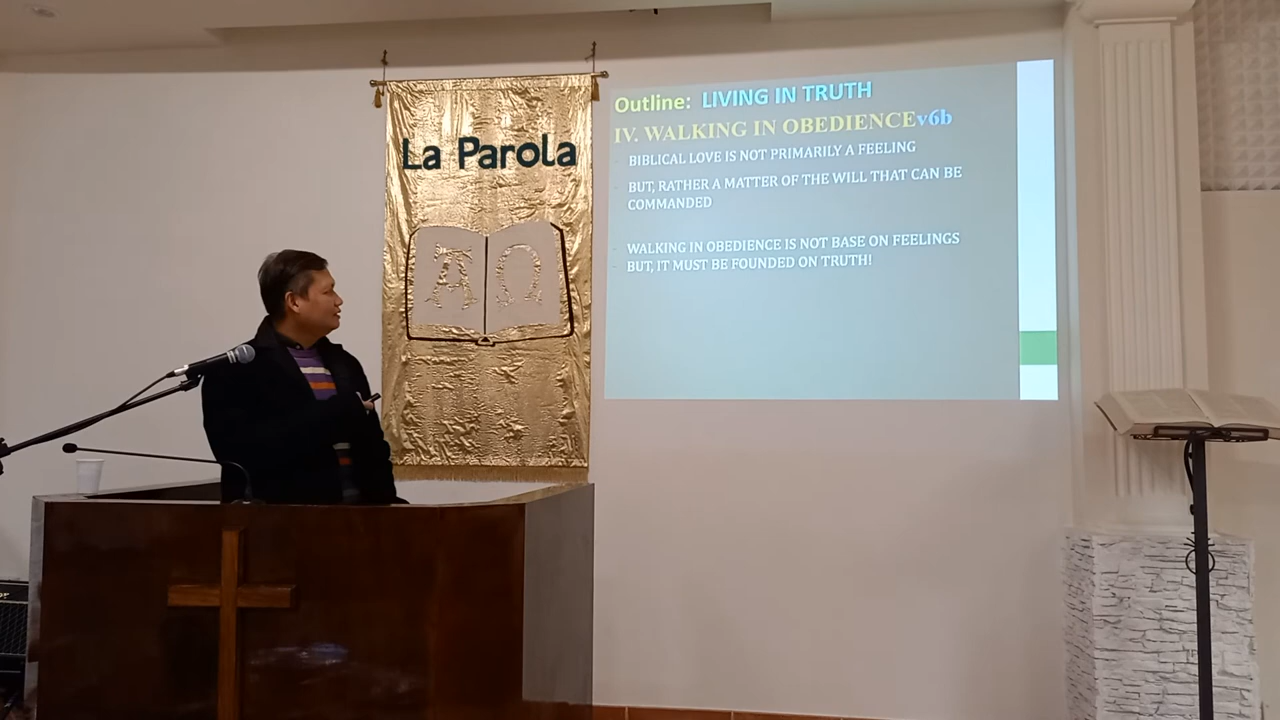 La Parola
Α Ω
Outline: LIVING IN TRUTH
IV. WALKING IN OBEDIENCEv6b
BIBLICAL LOVE IS NOT PRIMARILY A FEELING
BUT, RATHER A MATTER OF THE WILL THAT CAN BE
COMMANDED
WALKING IN OBEDIENCE IS NOT BASE ON FEELINGS
BUT, IT MUST BE FOUNDED ON TRUTH!